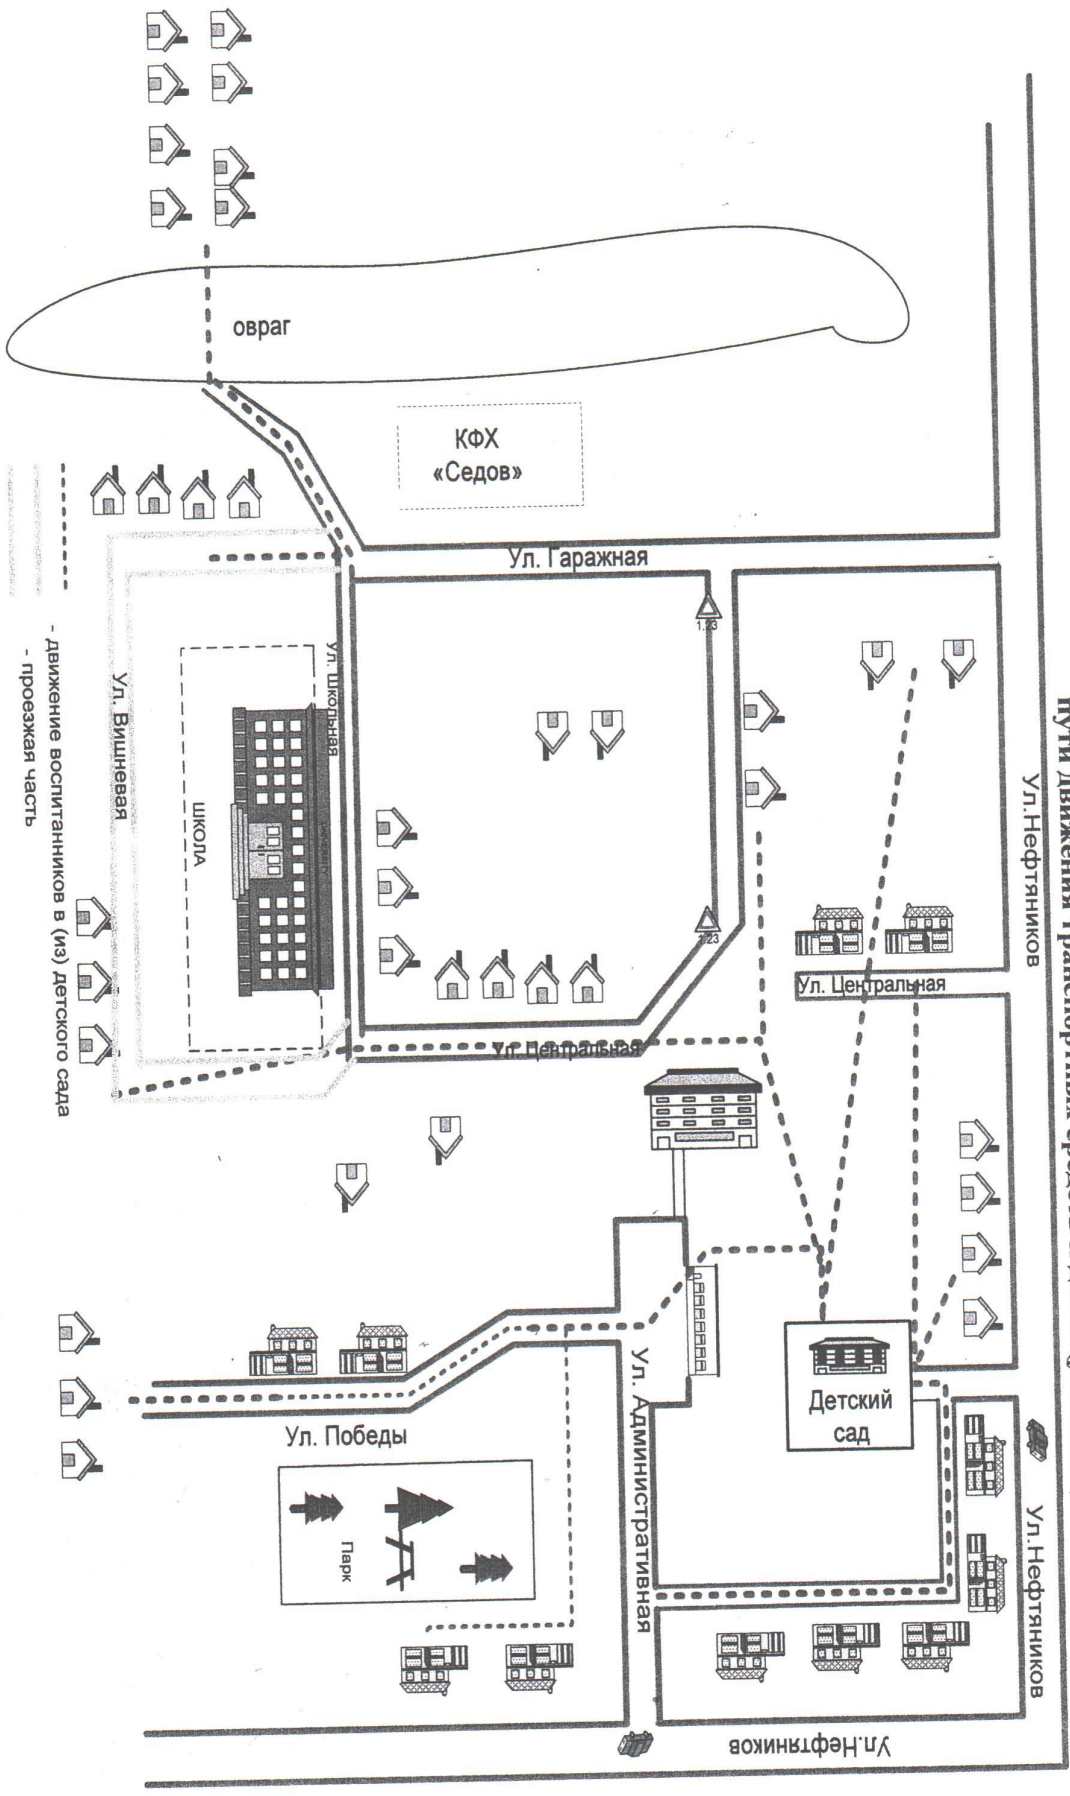 пути движения транспортных средств
Ул.Нефтяников
Ул.Нефтяников
Ул.Нефтяников
овраг
КФХ
«Седов»
Ул. Гаражная
1.23
1.23
Ул. Центральная
Ул. Центральная
Ул. Школьная
ШКОЛА
Ул. Вишневая
Детский
сад
Ул. Административная
Ул. Победы
Парк
- движение воспитанников в (из) детского сада
- проезжая часть